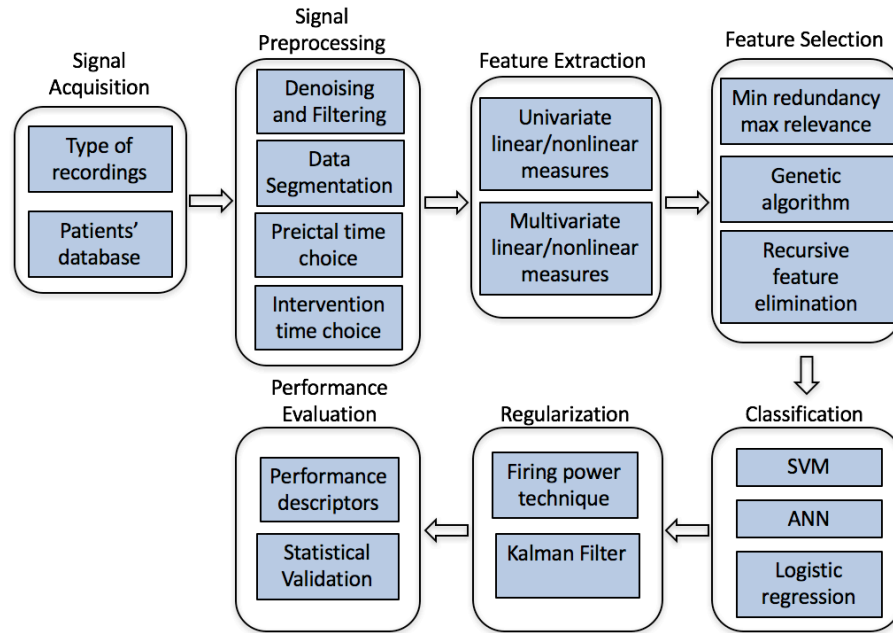 Signal
Acquisition
Type of
recordings
Patients'
database
Signal
Preprocessing
Denoising
and Filtering
Data
Segmentation
Preictal time
choice
Intervention
time choice
Feature Extraction
Univariate
linear/nonlinear
measures
Multivariate
linear/nonlinear
measures
Feature Selection
Min redundancy
max relevance
Genetic
algorithm
Recursive
feature
elimination
Classification
SVM
ANN
Logistic
regression
Regularization
Firing power
technique
Kalman Filter
Performance
Evaluation
Performance
descriptors
Statistical
Validation